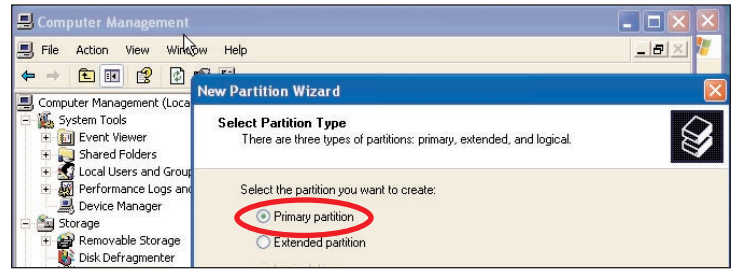 Computer Management
File Action View Window Help
New Partition Wizard
Computer Management (Loca
System Tools
Event Viewer
Shared Folders
Local Users and Group
Performance Logs and
Device Manager
Storage
Removable Storage
Disk Defragmenter
Select Partition Type
There are three types of partitions: primary, extended, and logical.
Select the partition you want to create:
Primary partition
Extended partition